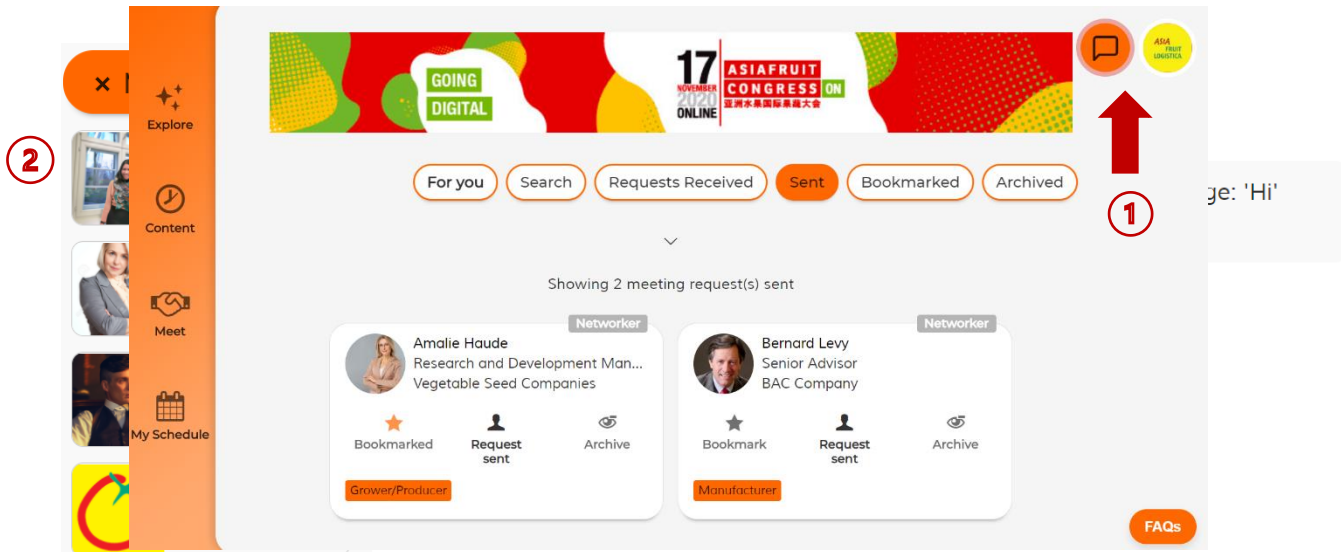 GOING
DIGITAL
17
NOVEMBER
2020
ONLINE
ASIAFRUIT
CONGRESS ON
亚洲水果国际果蔬大会
ASIA
FRUIT
LOGISTICA
×
Explore
②
Content
Meet
My Schedule
For you
Search
Requests Received
Sent
Bookmarked
Archived
①
ge: 'Hi'
Showing 2 meeting request(s) sent
Networker
Amalie Haude
Research and Development Man...
Vegetable Seed Companies
Bookmarked
Request
sent
Archive
Grower/Producer
Networker
Bernard Levy
Senior Advisor
BAC Company
Bookmark
Request
sent
Archive
Manufacturer
FAQs